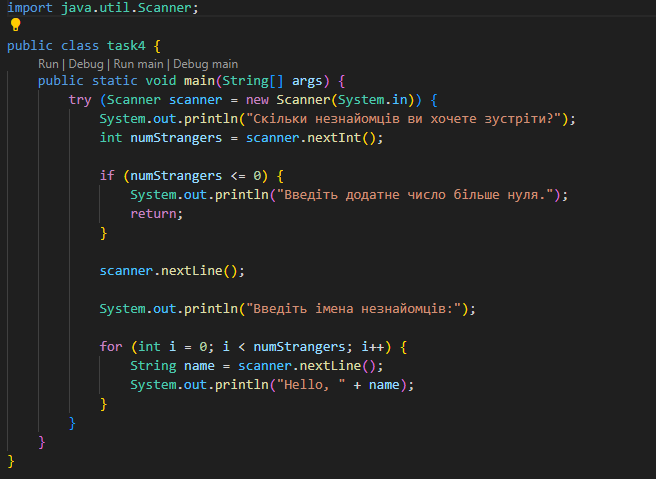 import java.util.Scanner;
public class task4 {
Run | Debug | Run main | Debug main
public static void main(String[] args) {
try (Scanner scanner = new Scanner(System.in)) {
System.out.println("Скільки незнайомців ви хочете зустріти?");
int numStrangers = scanner.nextInt();
if (numStrangers <= 0) {
System.out.println("Введіть додатне число більше нуля.");
return;
}
scanner.nextLine();
System.out.println("Введіть імена незнайомців:");
for (int i = 0; i < numStrangers; i++) {
String name = scanner.nextLine();
System.out.println("Hello, " + name);
}
}
}
}